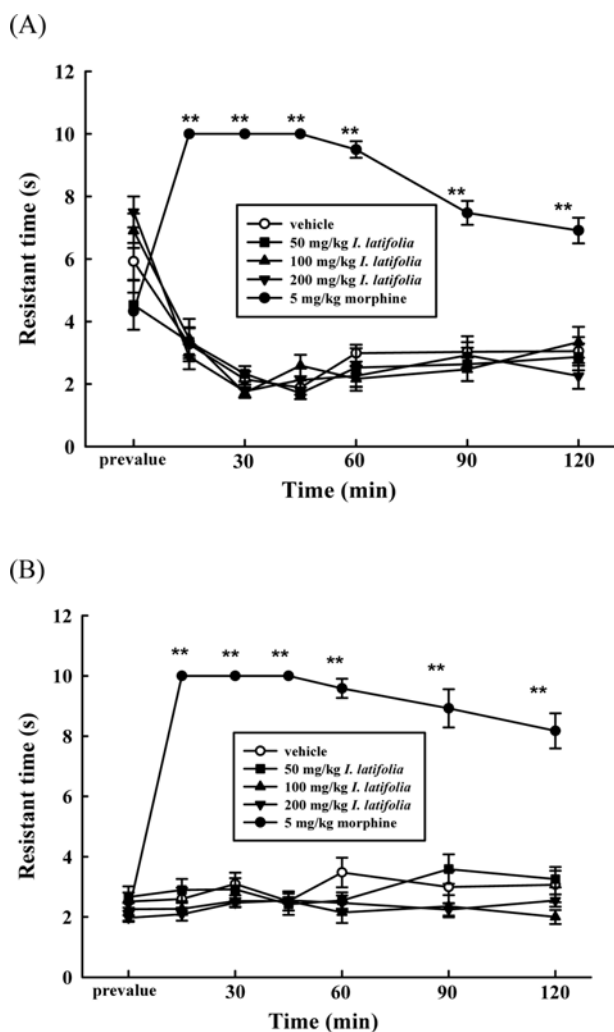 (A)
12
10
8
6
4
2
0
Resistant time (s)
** ** ** ** ** **
vehicle
50 mg/kg I. latifolia
100 mg/kg I. latifolia
200 mg/kg I. latifolia
5 mg/kg morphine
prevalue 30 60 90 120
Time (min)
(B)
12
10
8
6
4
2
0
Resistant time (s)
** ** ** ** ** **
vehicle
50 mg/kg I. latifolia
100 mg/kg I. latifolia
200 mg/kg I. latifolia
5 mg/kg morphine
prevalue 30 60 90 120
Time (min)